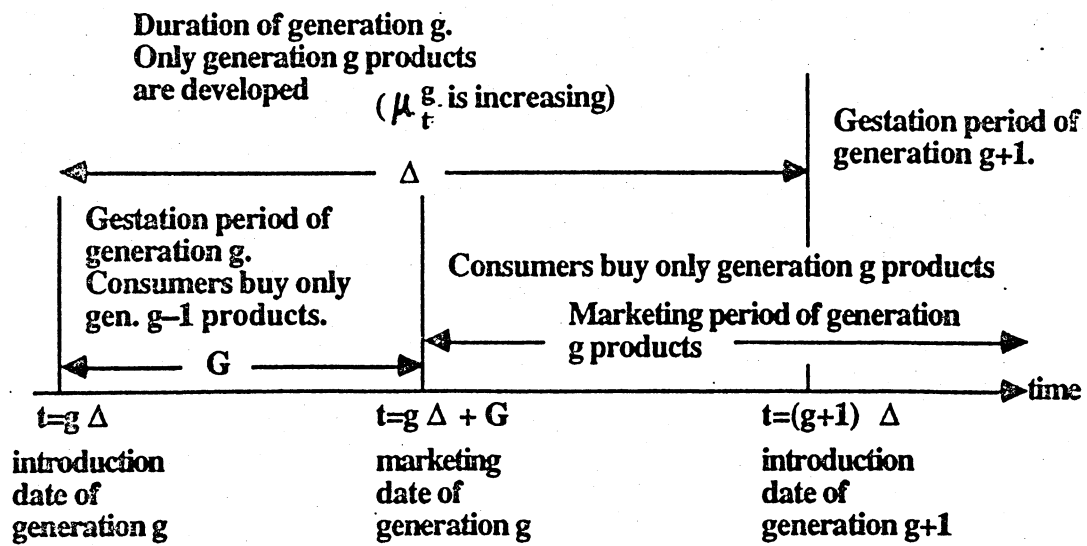 Duration of generation g.
Only generation g products
are developed
(μ g t is increasing)
Gestation period of
generation g+1.
Δ
Gestation period of
generation g.
Consumers buy only
gen. g–1 products.
Consumers buy only generation g products
Marketing period of generation
g products
G
time
t=g Δ
t=g Δ + G
t=(g+1) Δ
introduction
date of
generation g
marketing
date of
generation g
introduction
date of
generation g+1